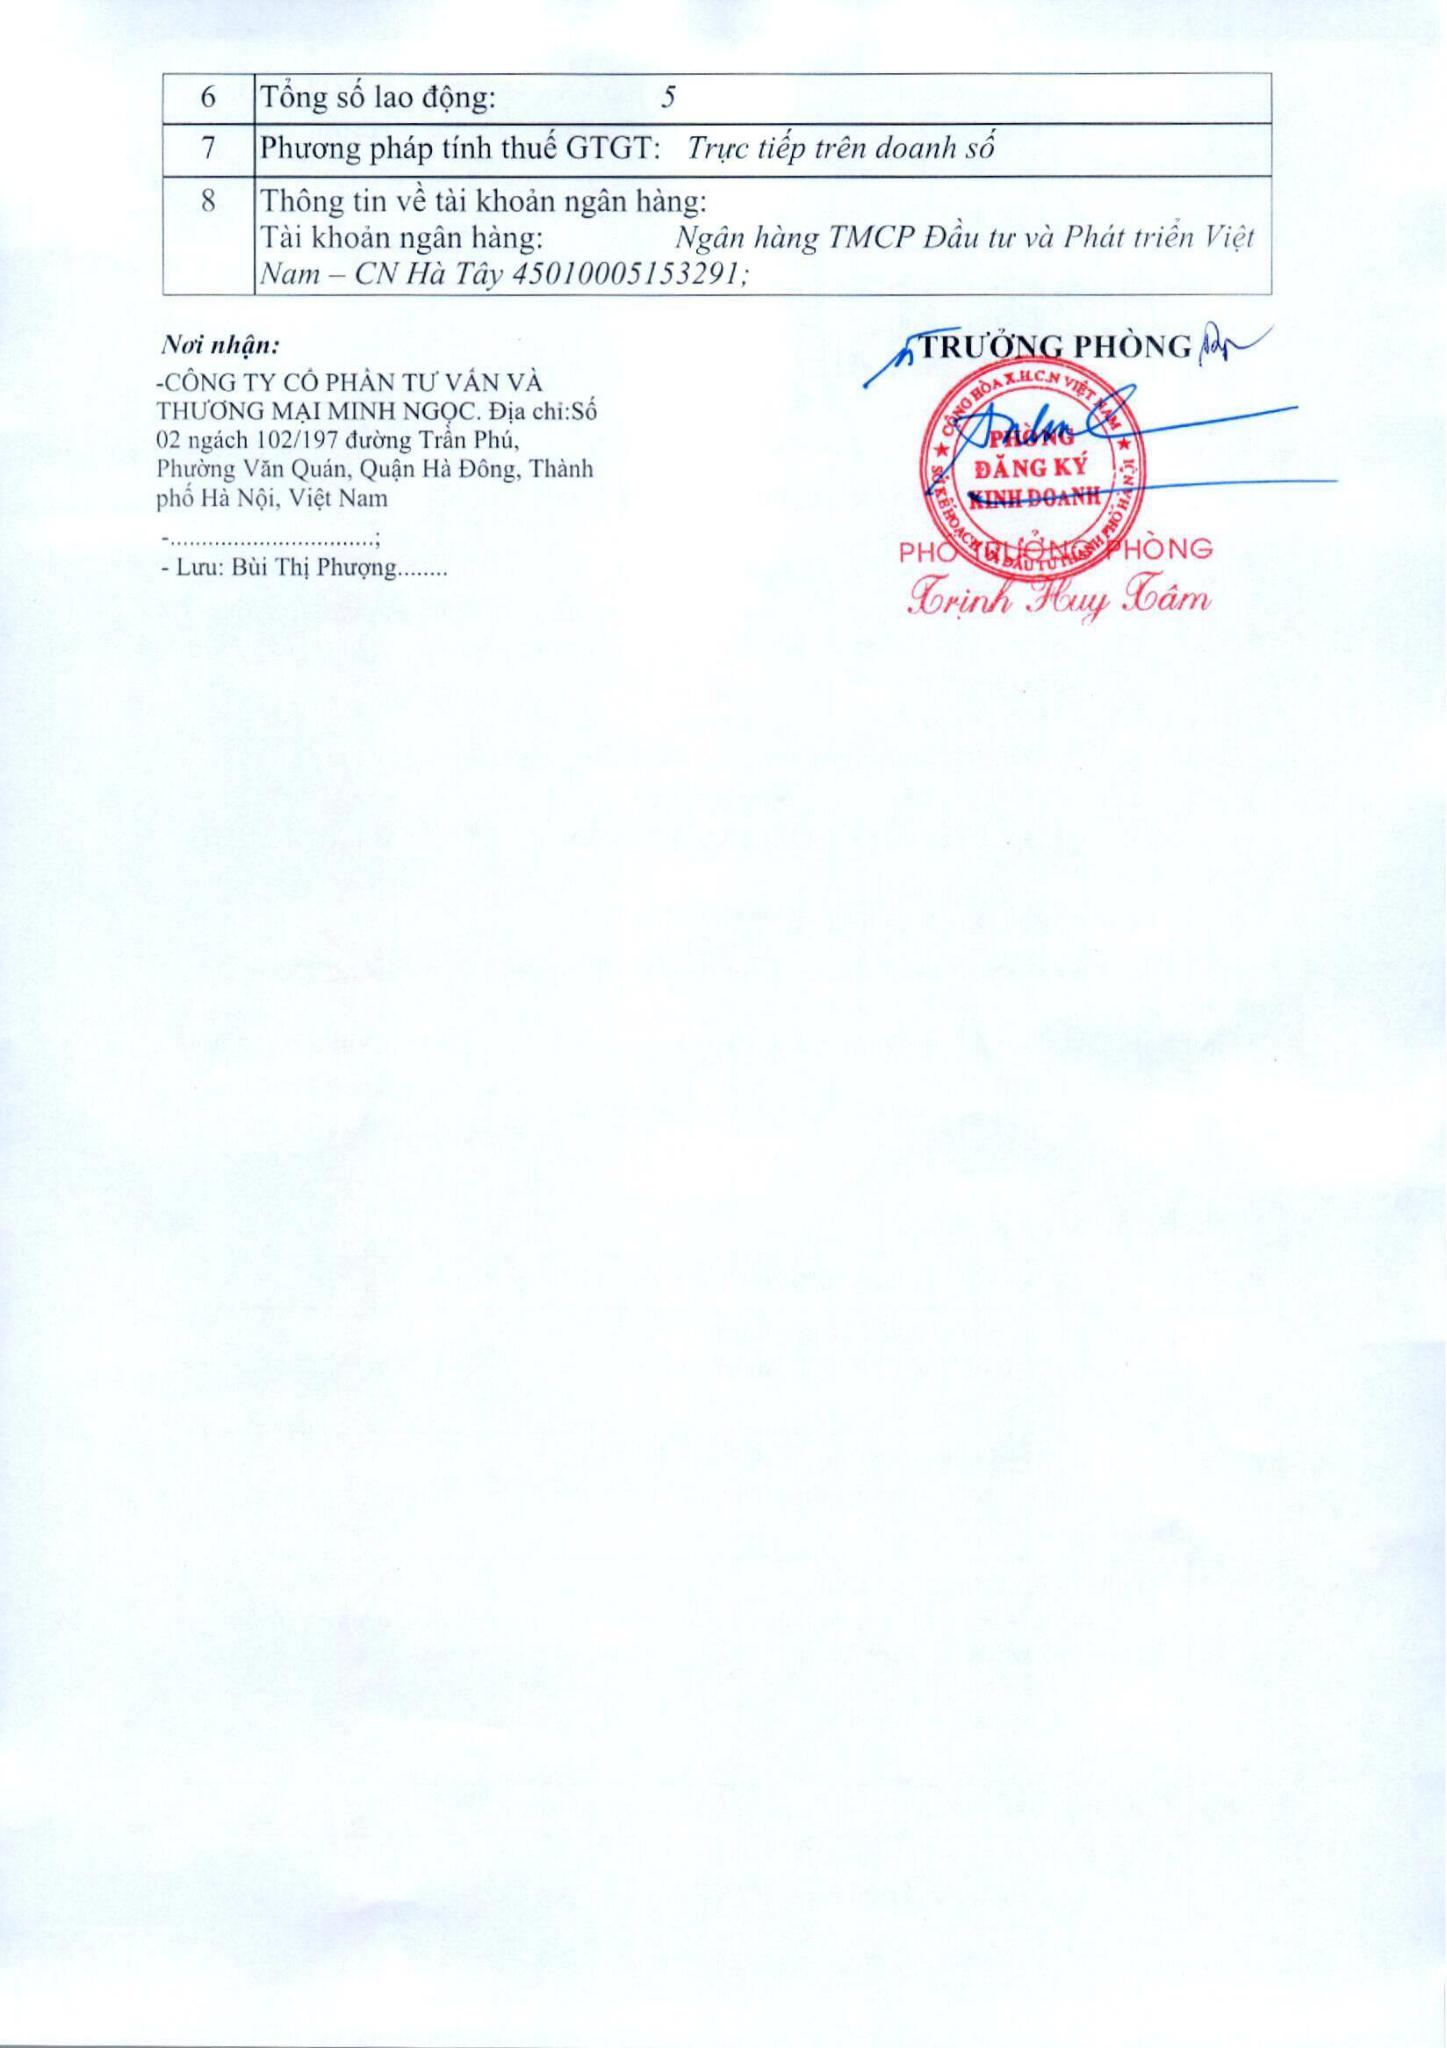 6 Tổng số lao động: 5
7 Phương pháp tính thuế GTGT: Trực tiếp trên doanh số
8 Thông tin về tài khoản ngân hàng:
Tài khoản ngân hàng: Ngân hàng TMCP Đầu tư và Phát triển Việt
Nam – CN Hà Tây 45010005153291;
Nơi nhận:
-CÔNG TY CỔ PHẦN TƯ VẤN VÀ
THƯƠNG MẠI MINH NGỌC. Địa chỉ:Số
02 ngách 102/197 đường Trần Phú,
Phường Văn Quán, Quận Hà Đông, Thành
phố Hà Nội, Việt Nam
-................................;
- Lưu: Bùi Thị Phượng........
TRƯỞNG PHÒNG
CỘNG HÒA X.H.C.N VIỆT NAM
PHÒNG
ĐĂNG KÝ
KINH DOANH
SỞ KẾ HOẠCH VÀ ĐẦU TƯ THÀNH PHỐ HÀ NỘI
PHÓ TRƯỞNG PHÒNG
Trịnh Huy Tâm